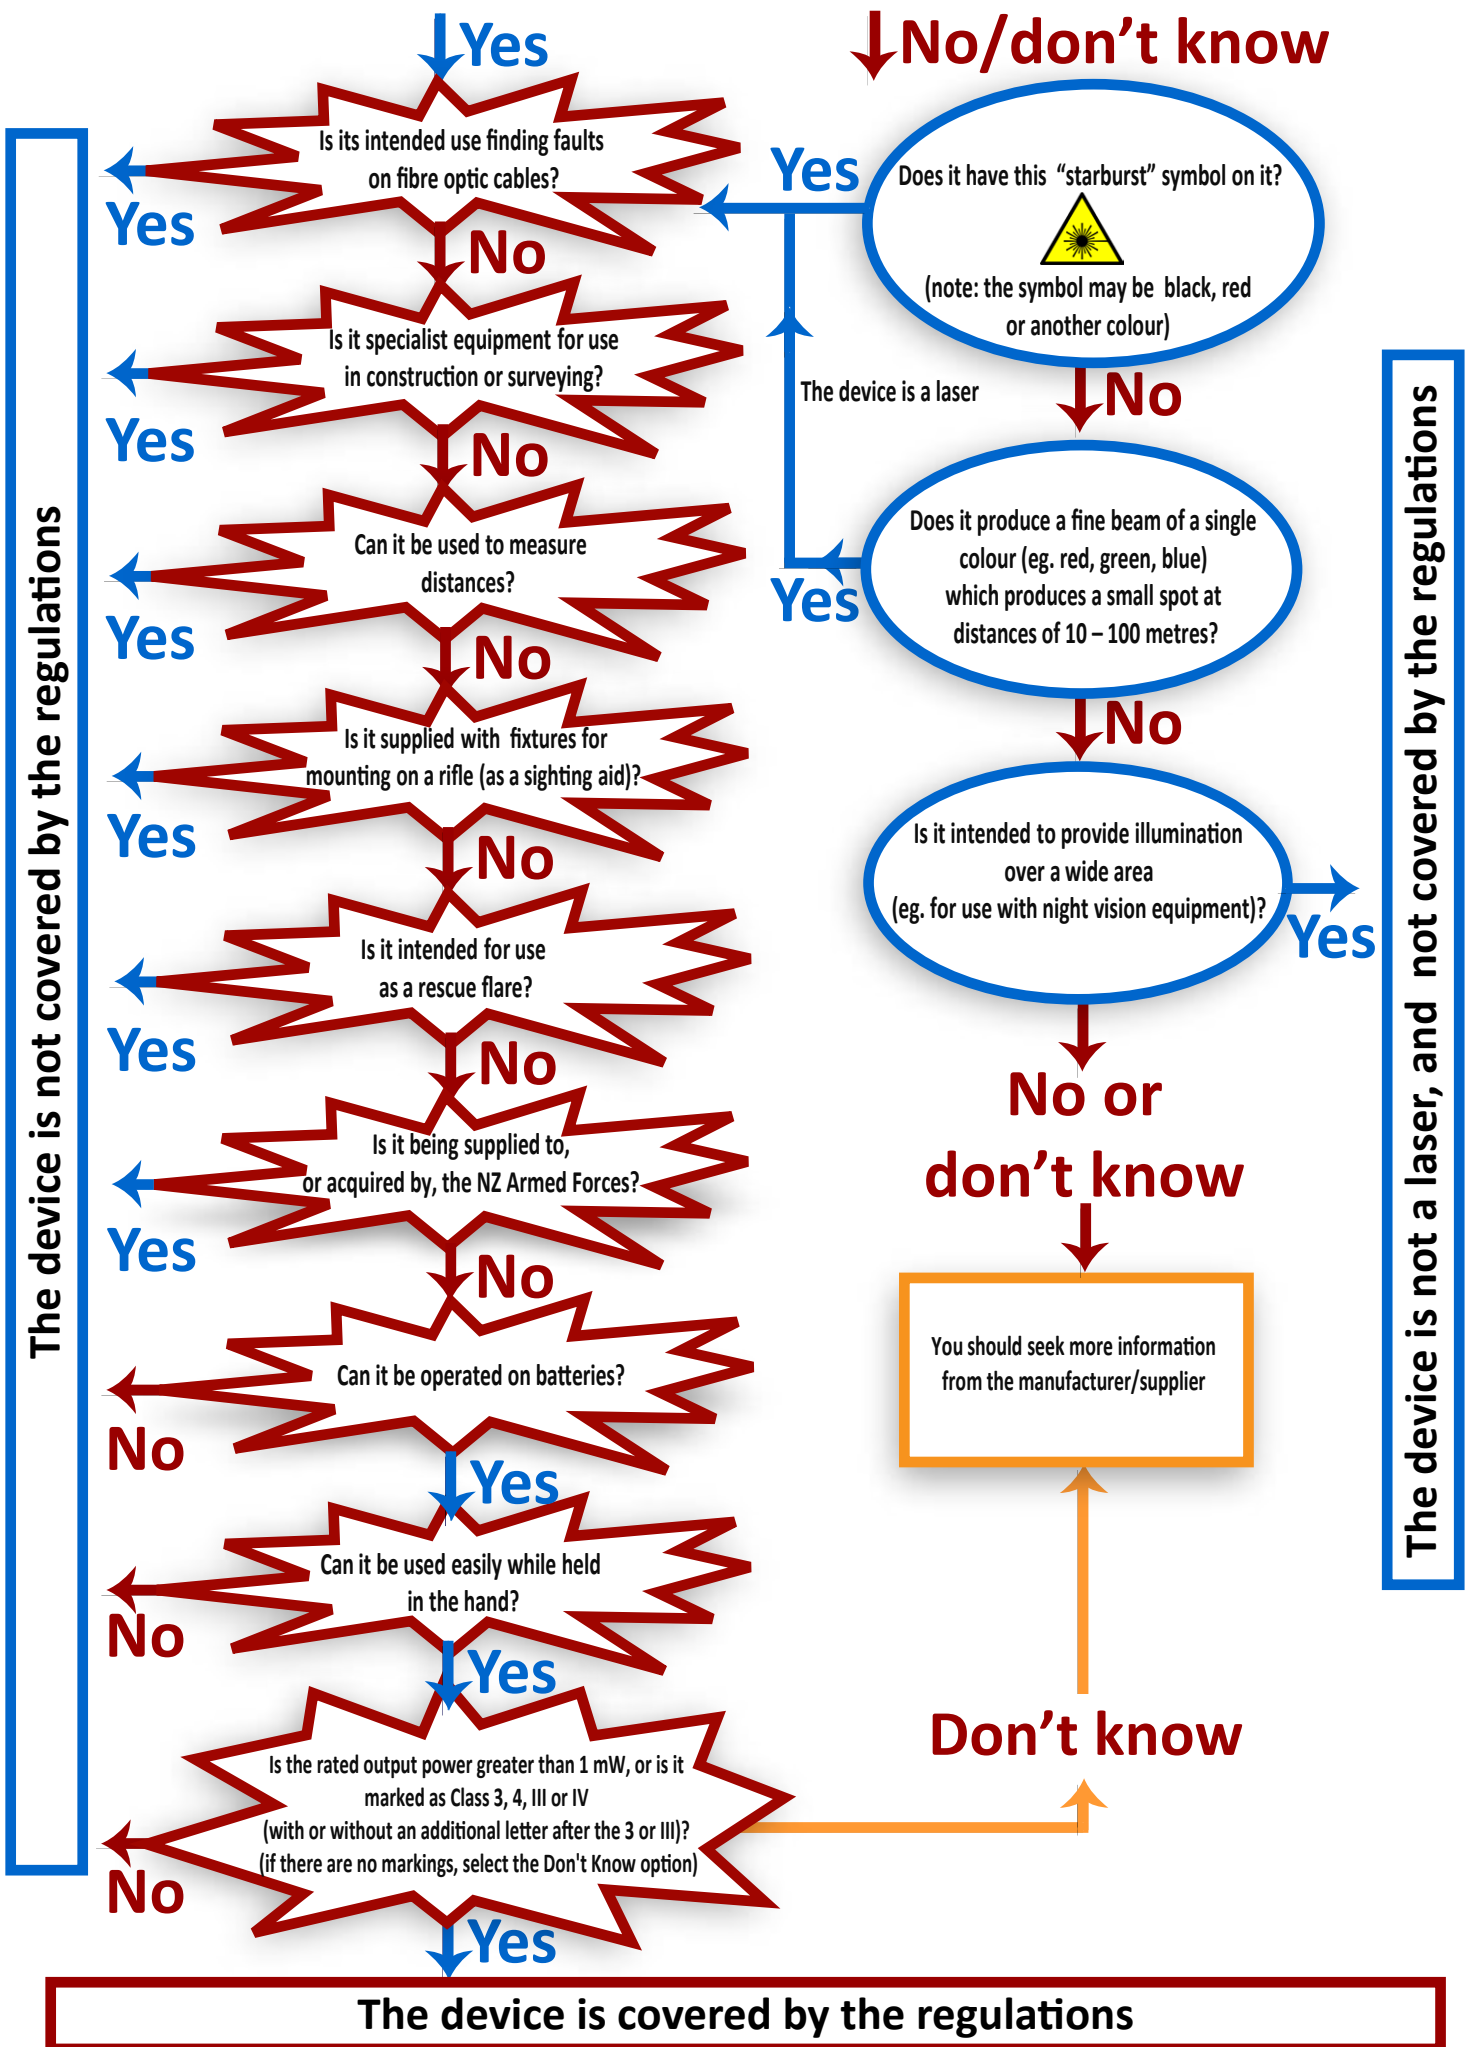 Yes
No/don't know
Is its intended use finding faults
on fibre optic cables?
Yes
No
Does it have this "starburst" symbol on it?
(note: the symbol may be black, red
or another colour)
Yes
No
Is it specialist equipment for use
in construction or surveying?
Yes
No
The device is a laser
Can it be used to measure
distances?
Yes
No
Does it produce a fine beam of a single
colour (eg. red, green, blue)
which produces a small spot at
distances of 10 – 100 metres?
Yes
No
Is it supplied with fixtures for
mounting on a rifle (as a sighting aid)?
Yes
No
Is it intended to provide illumination
over a wide area
(eg. for use with night vision equipment)?
Yes
No or
don't know
Is it intended for use
as a rescue flare?
Yes
No
Is it being supplied to,
or acquired by, the NZ Armed Forces?
Yes
No
You should seek more information
from the manufacturer/supplier
Can it be operated on batteries?
No
Yes
Can it be used easily while held
in the hand?
No
Yes
Is the rated output power greater than 1 mW, or is it
marked as Class 3, 4, III or IV
(with or without an additional letter after the 3 or III)?
(if there are no markings, select the Don't Know option)
No
Yes
Don't know
The device is not covered by the regulations
The device is not a laser, and not covered by the regulations
The device is covered by the regulations